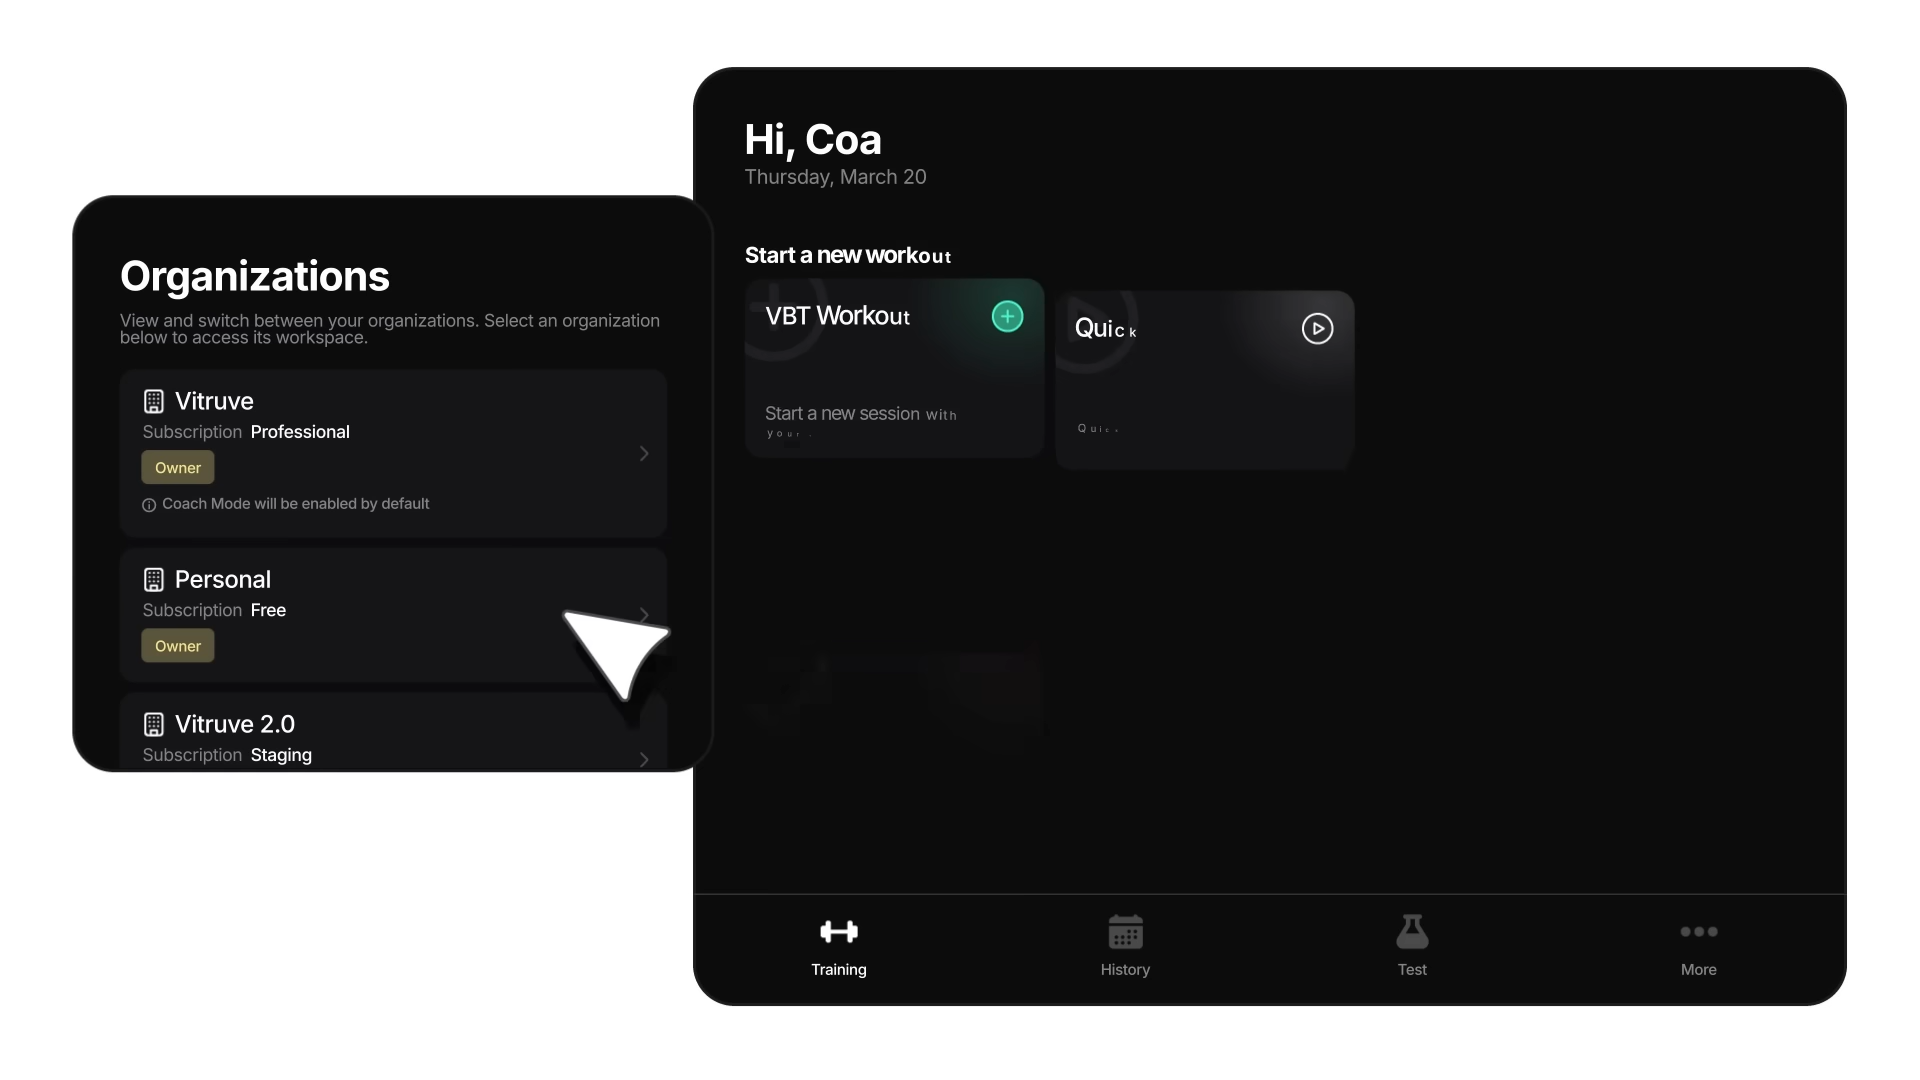 Organizations
View and switch between your organizations. Select an organization
below to access its workspace.
Vitruve
Subscription Professional
Owner
Coach Mode will be enabled by default
Personal
Subscription Free
Owner
Vitruve 2.0
Subscription Staging
Hi, Coa
Thursday, March 20
Start a new workout
VBT Workout
Start a new session with
your
Quick
Training
History
Test
More